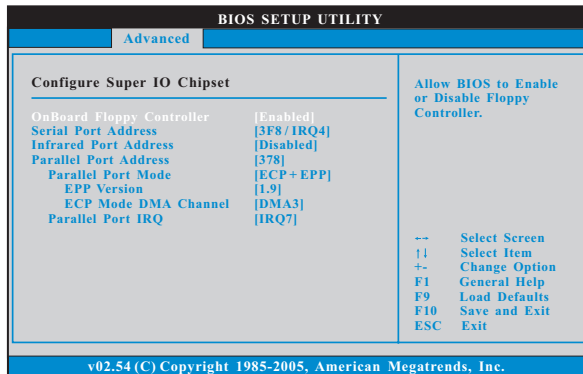 BIOS SETUP UTILITY
Advanced
Configure Super IO Chipset
OnBoard Floppy Controller [Enabled]
Serial Port Address [3F8 / IRQ4]
Infrared Port Address [Disabled]
Parallel Port Address [378]
Parallel Port Mode [ECP + EPP]
EPP Version [1.9]
ECP Mode DMA Channel [DMA3]
Parallel Port IRQ [IRQ7]
Allow BIOS to Enable
or Disable Floppy
Controller.
←→ Select Screen
↑↓ Select Item
+- Change Option
F1 General Help
F9 Load Defaults
F10 Save and Exit
ESC Exit
v02.54 (C) Copyright 1985-2005, American Megatrends, Inc.